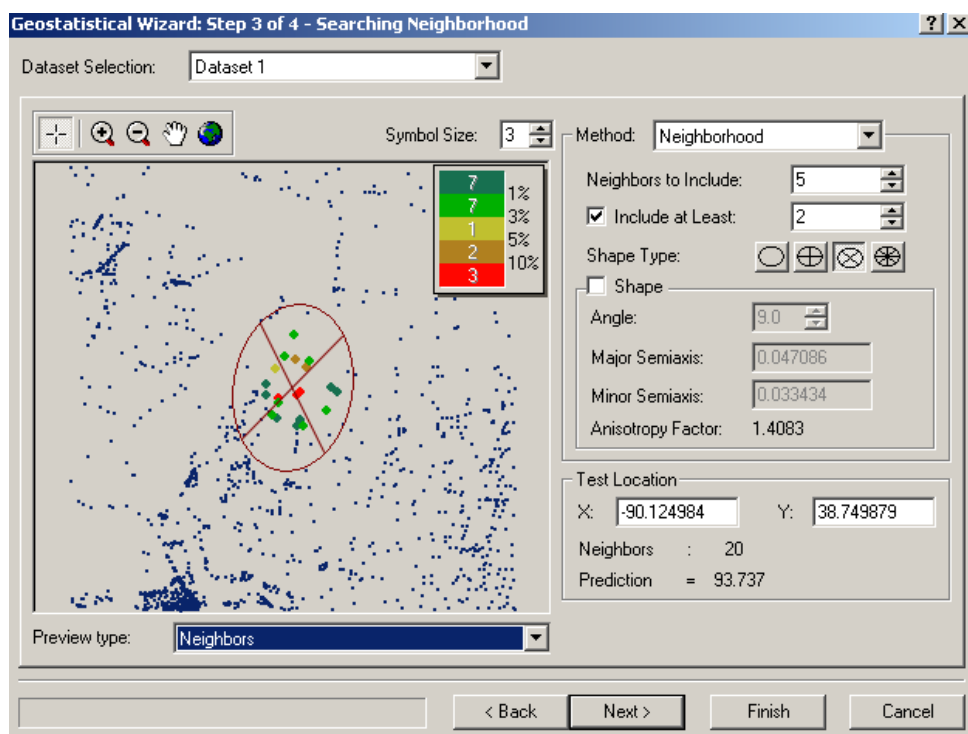 Geostatistical Wizard: Step 3 of 4 - Searching Neighborhood
Dataset Selection: Dataset 1
Symbol Size: 3
7
7
1
2
3
1%
3%
5%
10%
Method: Neighborhood
Neighbors to Include: 5
Include at Least: 2
Shape Type:
Shape
Angle: 9.0
Major Semiaxis: 0.047086
Minor Semiaxis: 0.033434
Anisotropy Factor: 1.4083
Test Location
X: -90.124984 Y: 38.749879
Neighbors : 20
Prediction = 93.737
Preview type: Neighbors
< Back Next > Finish Cancel